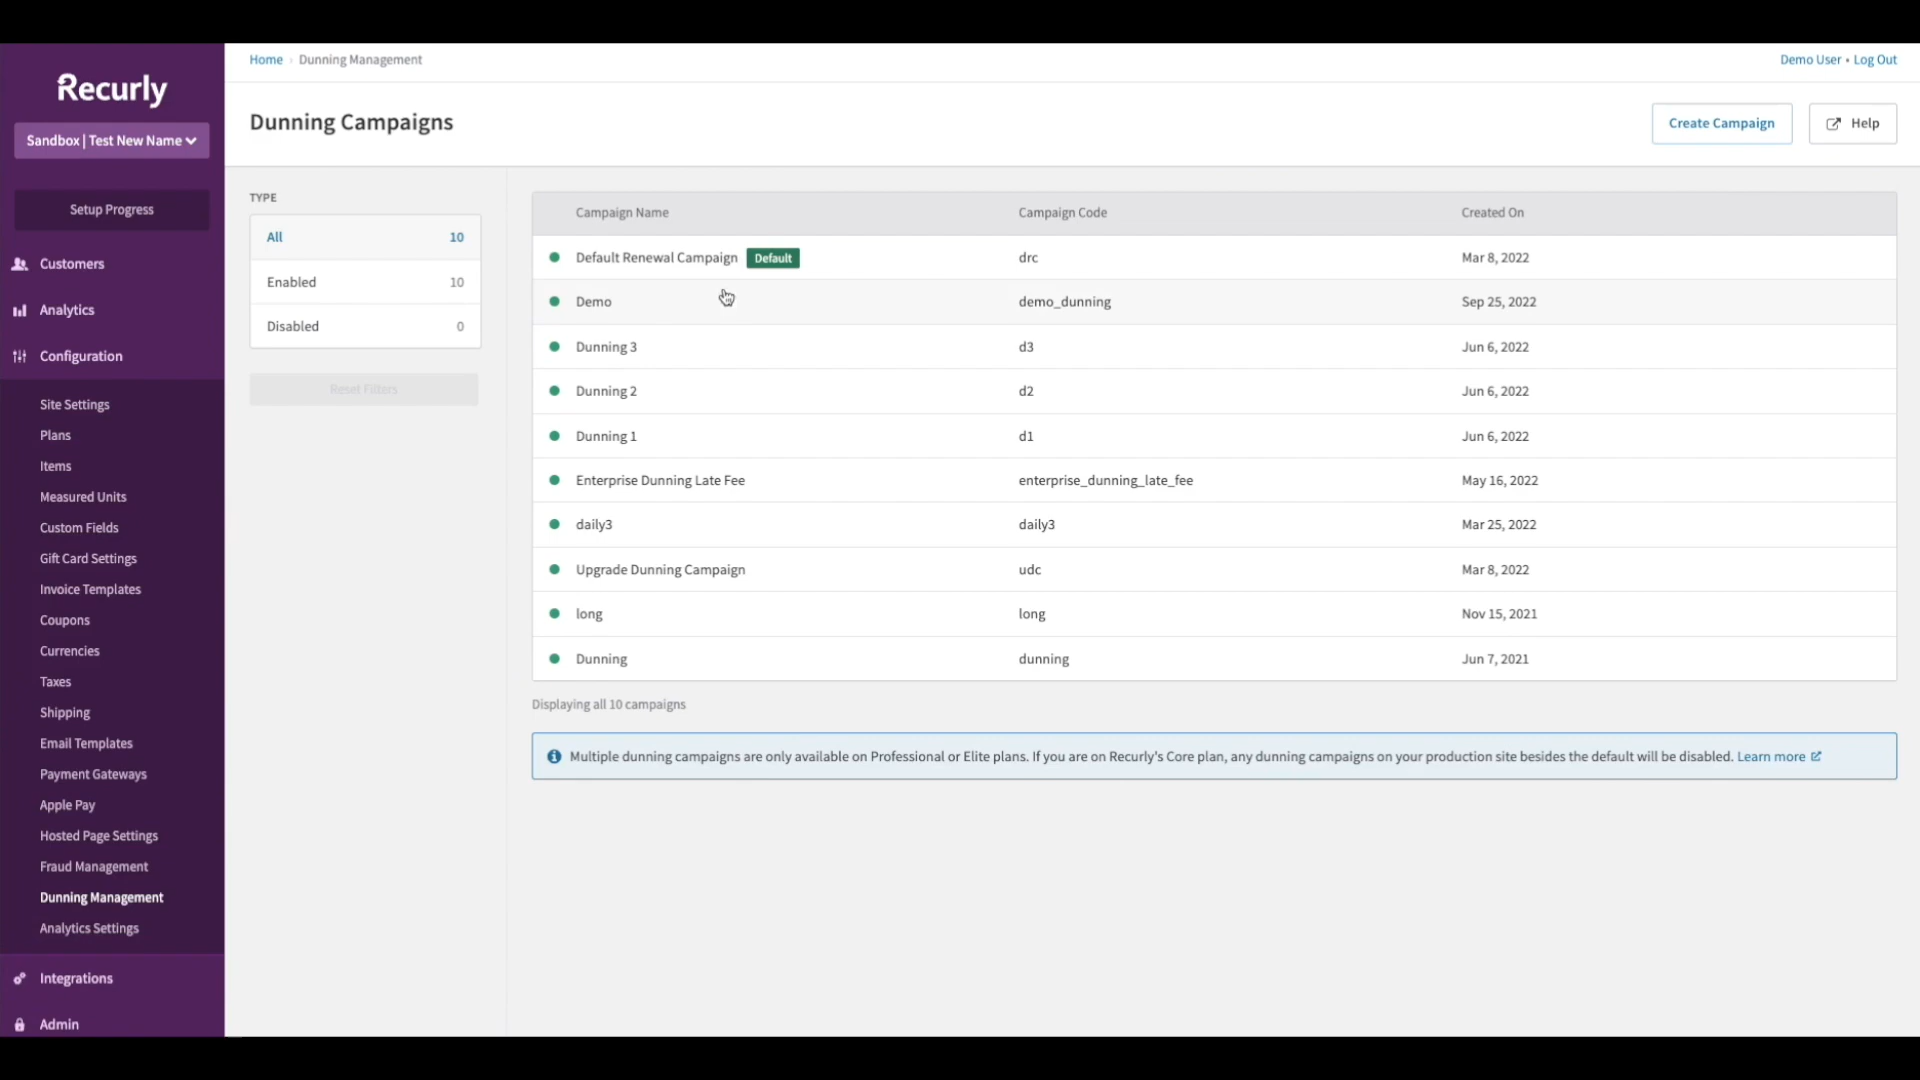 Home › Dunning Management
Demo User • Log Out
Recurly
Sandbox | Test New Name
Setup Progress
Customers
Analytics
Configuration
Site Settings
Plans
Items
Measured Units
Custom Fields
Gift Card Settings
Invoice Templates
Coupons
Currencies
Taxes
Shipping
Email Templates
Payment Gateways
Apple Pay
Hosted Page Settings
Fraud Management
Dunning Management
Analytics Settings
Integrations
Admin
Dunning Campaigns
Create Campaign
Help
TYPE
All 10
Enabled 10
Disabled 0
Reset Filters
Campaign Name Campaign Code Created On
Default Renewal Campaign Default drc Mar 8, 2022
Demo demo_dunning Sep 25, 2022
Dunning 3 d3 Jun 6, 2022
Dunning 2 d2 Jun 6, 2022
Dunning 1 d1 Jun 6, 2022
Enterprise Dunning Late Fee enterprise_dunning_late_fee May 16, 2022
daily3 daily3 Mar 25, 2022
Upgrade Dunning Campaign udc Mar 8, 2022
long long Nov 15, 2021
Dunning dunning Jun 7, 2021
Displaying all 10 campaigns
Multiple dunning campaigns are only available on Professional or Elite plans. If you are on Recurly's Core plan, any dunning campaigns on your production site besides the default will be disabled. Learn more